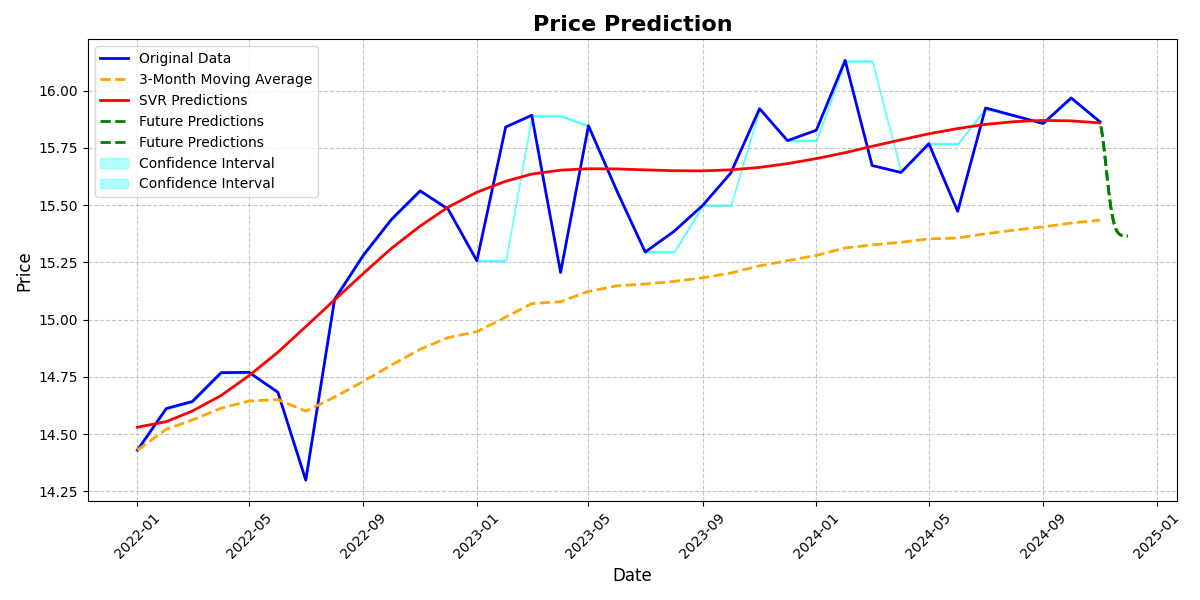 Price Prediction
Original Data
3-Month Moving Average
SVR Predictions
Future Predictions
Future Predictions
Confidence Interval
Confidence Interval
Price
16.00
15.75
15.50
15.25
15.00
14.75
14.50
14.25
2022-01
2022-05
2022-09
2023-01
2023-05
2023-09
2024-01
2024-05
2024-09
2025-01
Date